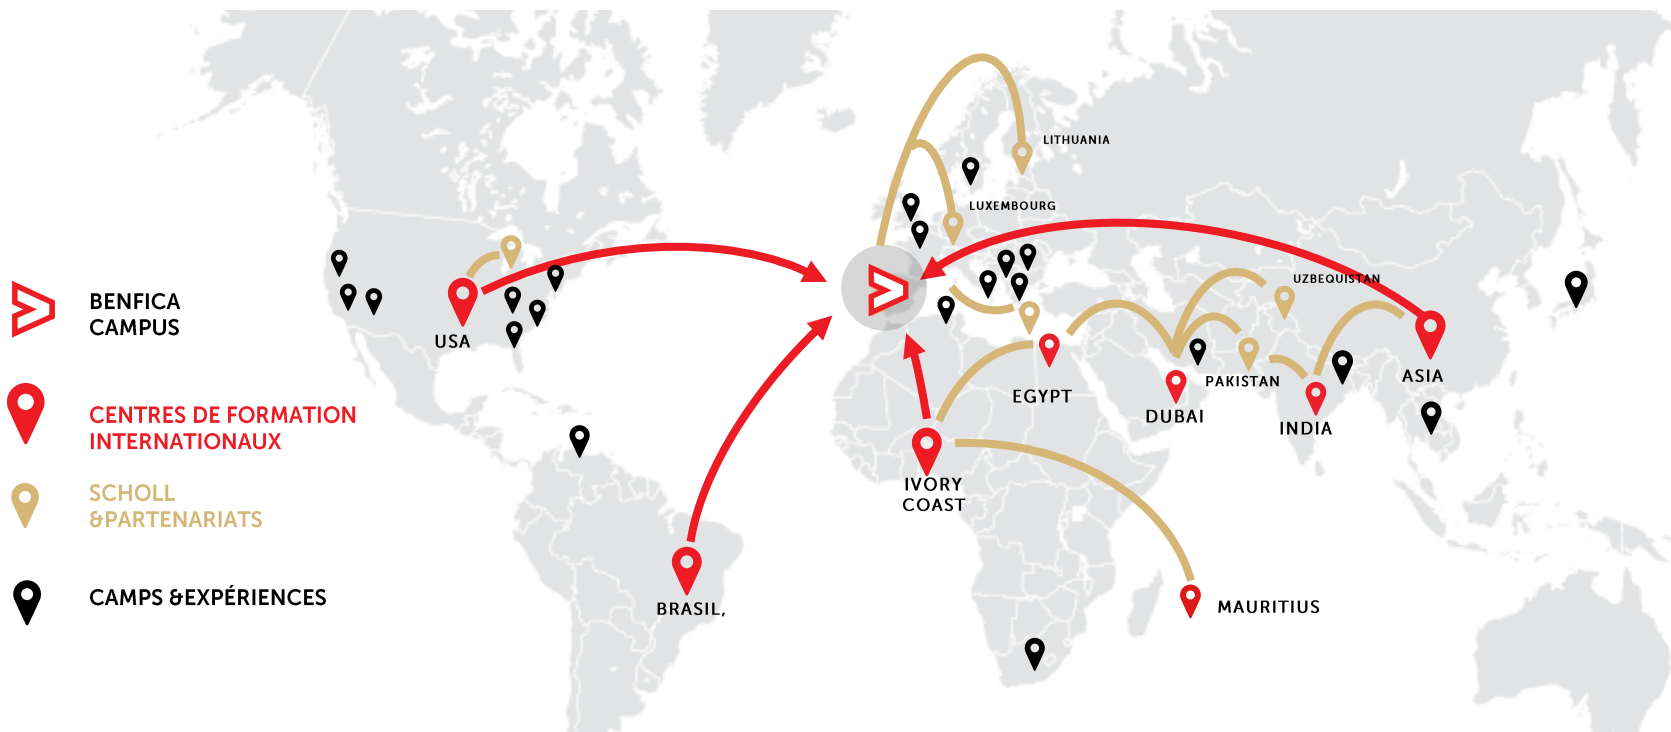 BENFICA
CAMPUS
CENTRES DE FORMATION
INTERNATIONAUX
SCHOLL
&PARTENARIATS
CAMPS &EXPÉRIENCES
USA
BRASIL,
LITHUANIA
LUXEMBOURG
UZBEQUISTAN
EGYPT
DUBAI
PAKISTAN
INDIA
ASIA
IVORY
COAST
MAURITIUS